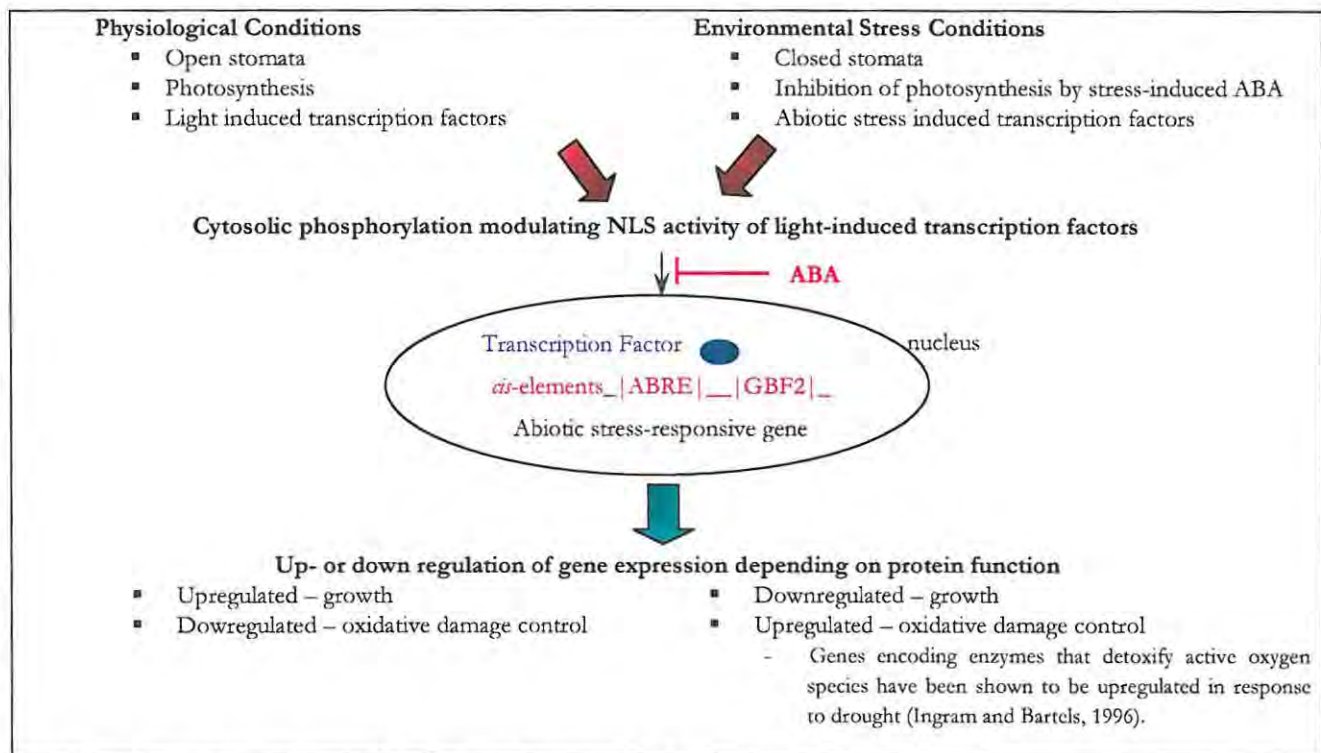 Physiological Conditions
▪ Open stomata
▪ Photosynthesis
▪ Light induced transcription factors
Environmental Stress Conditions
▪ Closed stomata
▪ Inhibition of photosynthesis by stress-induced ABA
▪ Abiotic stress induced transcription factors
Cytosolic phosphorylation modulating NLS activity of light-induced transcription factors
ABA
Transcription Factor
nucleus
cis-elements_|ABRE|__|GBF2|_
Abiotic stress-responsive gene
Up- or down regulation of gene expression depending on protein function
▪ Upregulated – growth
▪ Dowregulated – oxidative damage control
▪ Downregulated – growth
▪ Upregulated – oxidative damage control
- Genes encoding enzymes that detoxify active oxygen
species have been shown to be upregulated in response
to drought (Ingram and Bartels, 1996).